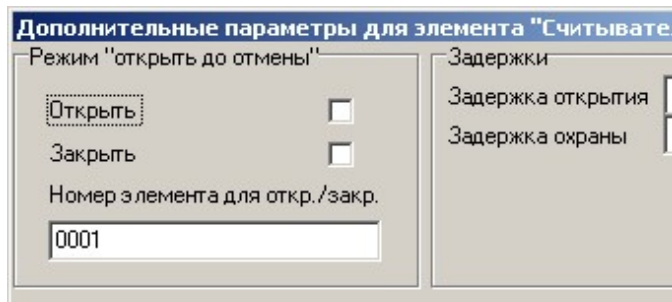 Дополнительные параметры для элемента "Считывате
Режим "открыть до отмены"
Открыть
Закрыть
Номер элемента для откр./закр.
0001
Задержки
Задержка открытия
Задержка охраны